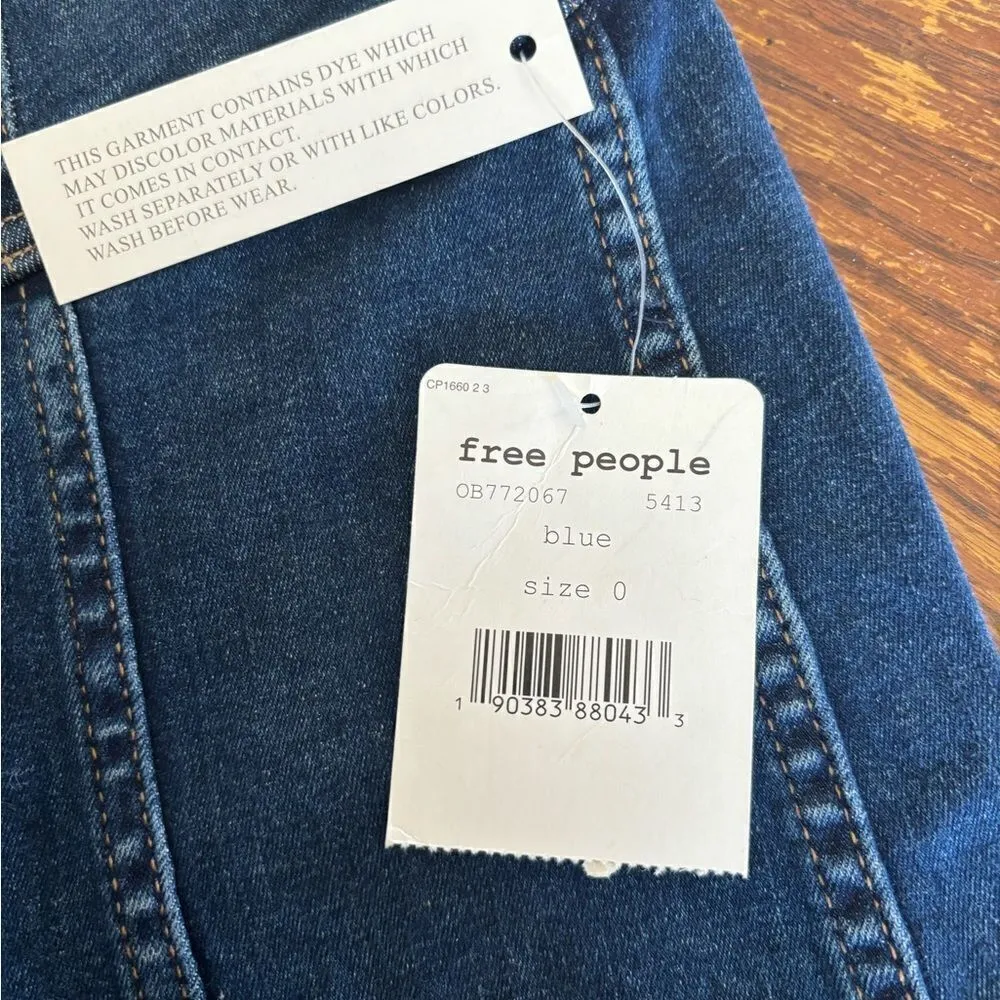 THIS GARMENT CONTAINS DYE WHICH
MAY DISCOLOR MATERIALS WITH WHICH
IT COMES IN CONTACT.
WASH SEPARATELY OR WITH LIKE COLORS.
WASH BEFORE WEAR.
CP1660 2 3
free people
OB772067 5413
blue
size 0
1 90383 88043 3